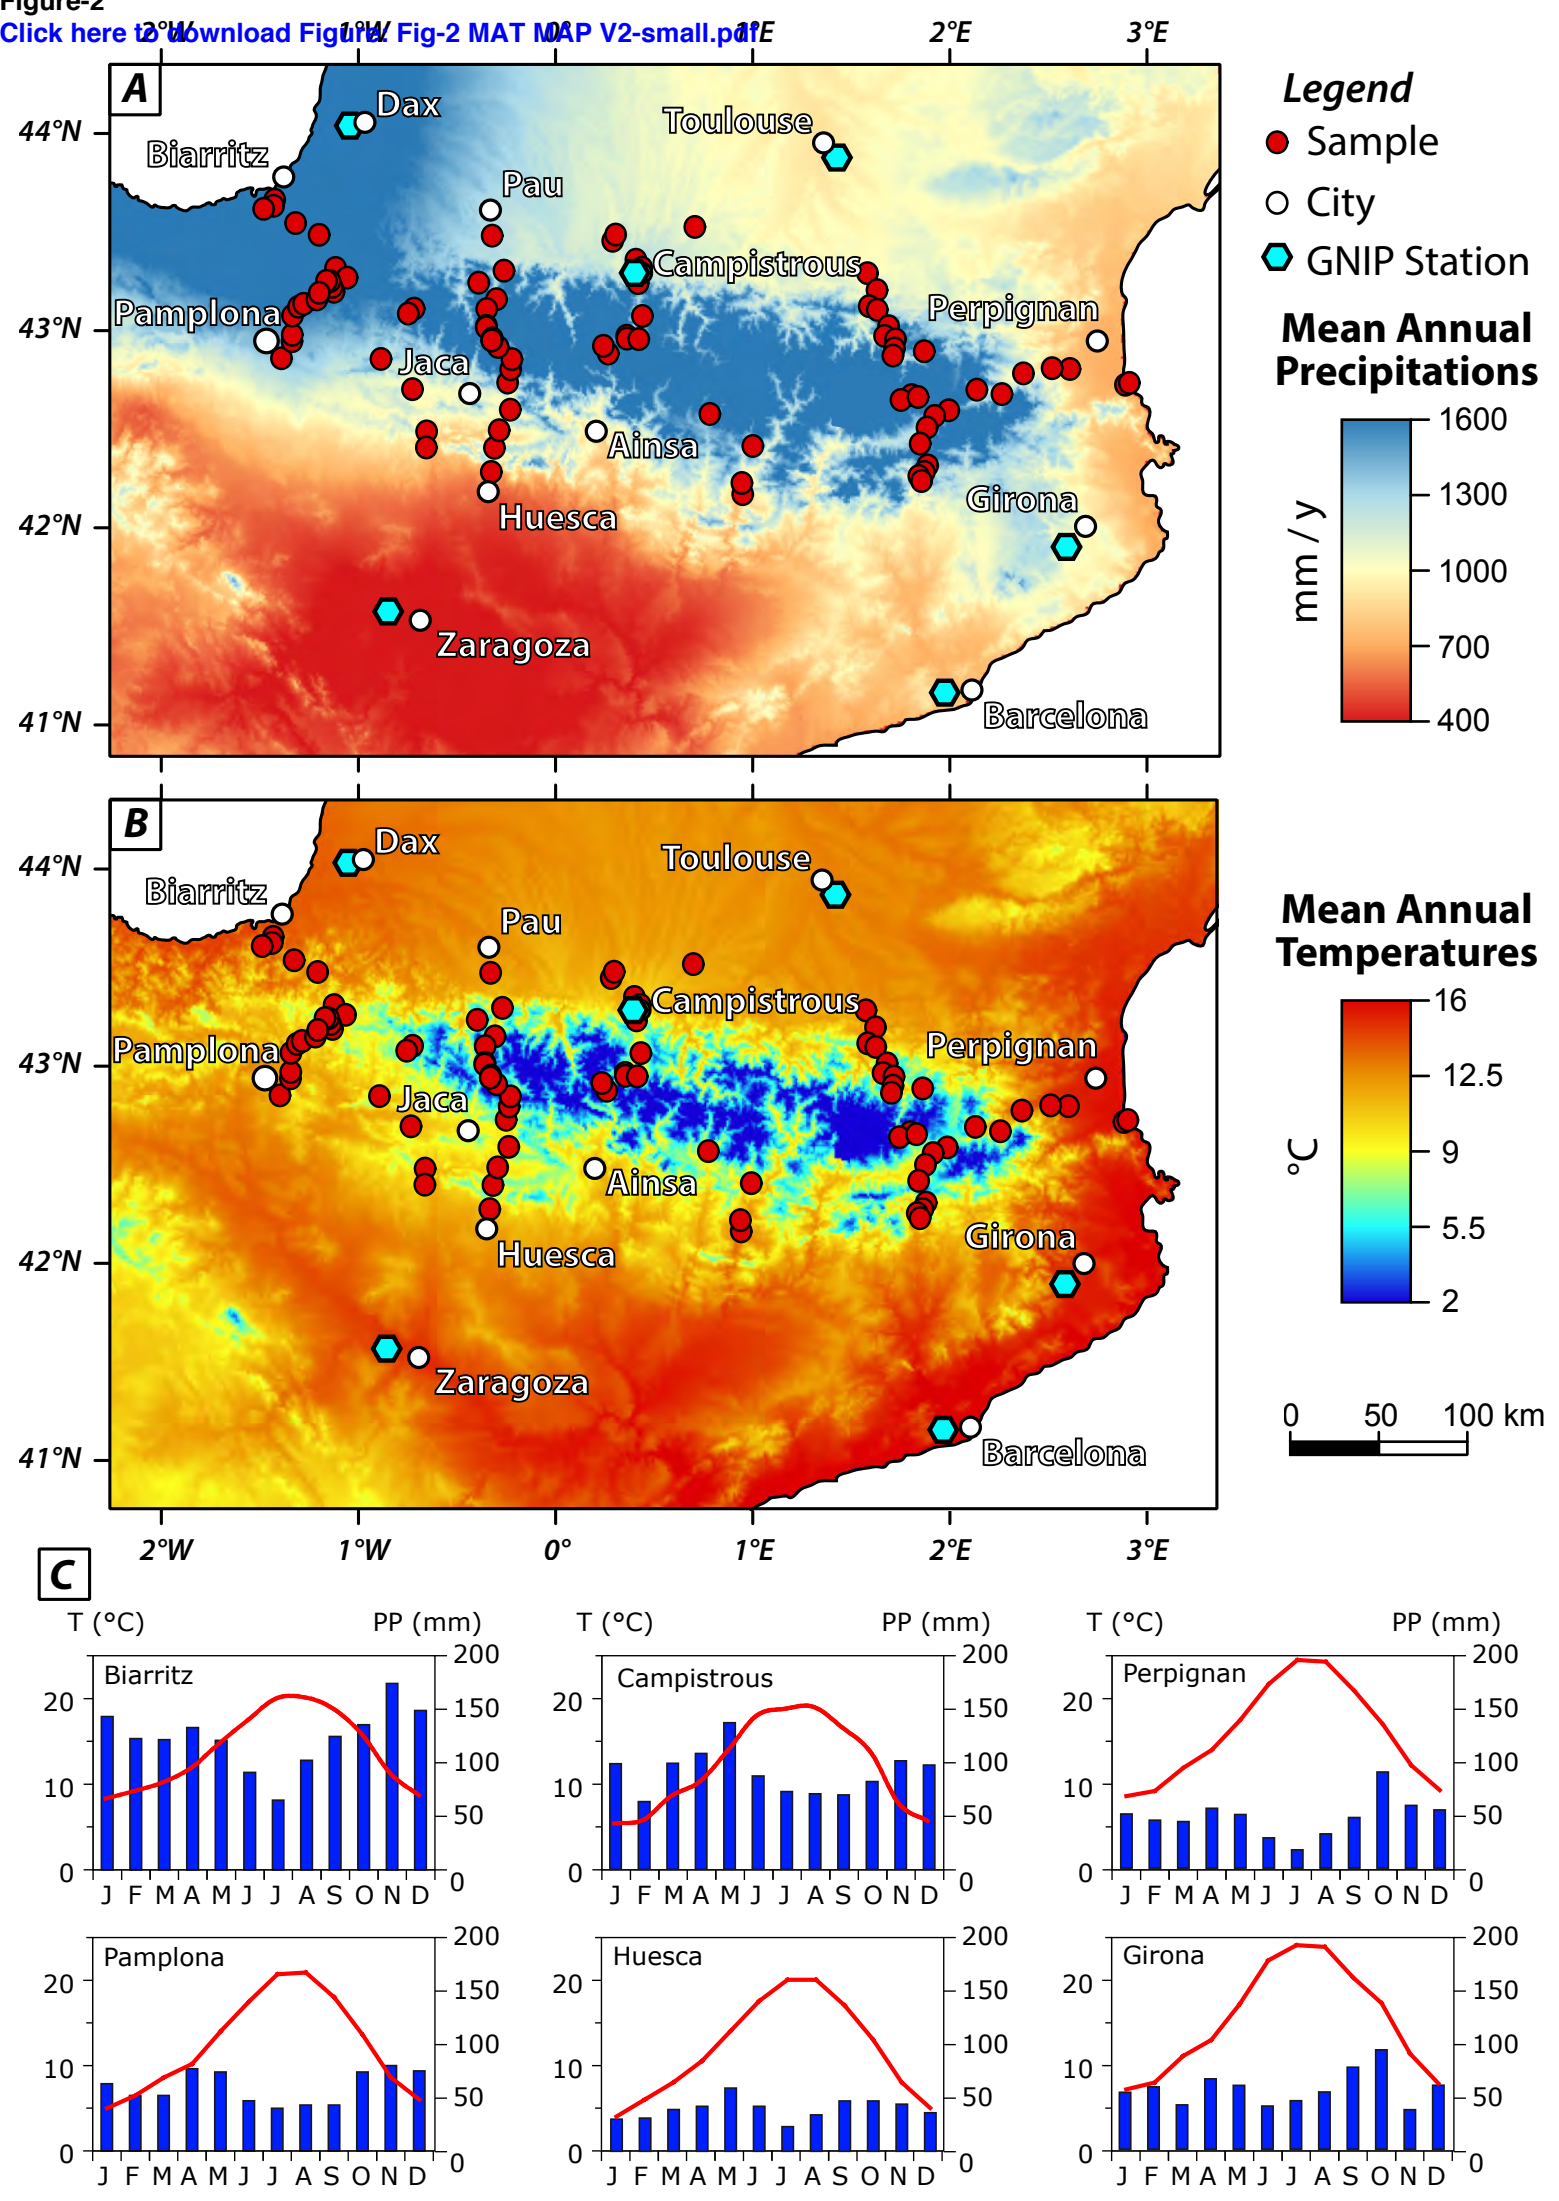 Figure-2
Click here to download Figure: Fig-2 MAT MAP V2-small.pdf
2°W 1°W 0° 1°E 2°E 3°E
A
44°N
43°N
42°N
41°N
Dax
Biarritz
Toulouse
Pau
Campistrous
Pamplona
Perpignan
Jaca
Ainsa
Huesca
Girona
Zaragoza
Barcelona
Legend
Sample
City
GNIP Station
Mean Annual
Precipitations
mm / y
1600
1300
1000
700
400
B
44°N
43°N
42°N
41°N
Dax
Biarritz
Toulouse
Pau
Campistrous
Pamplona
Perpignan
Jaca
Ainsa
Huesca
Girona
Zaragoza
Barcelona
2°W 1°W 0° 1°E 2°E 3°E
Mean Annual
Temperatures
°C
16
12.5
9
5.5
2
0 50 100 km
C
T (°C) PP (mm)
Biarritz
20
10
0
200
150
100
50
0
J F M A M J J A S O N D
T (°C) PP (mm)
Campistrous
20
10
0
200
150
100
50
0
J F M A M J J A S O N D
T (°C) PP (mm)
Perpignan
20
10
0
200
150
100
50
0
J F M A M J J A S O N D
Pamplona
20
10
0
200
150
100
50
0
J F M A M J J A S O N D
Huesca
20
10
0
200
150
100
50
0
J F M A M J J A S O N D
Girona
20
10
0
200
150
100
50
0
J F M A M J J A S O N D